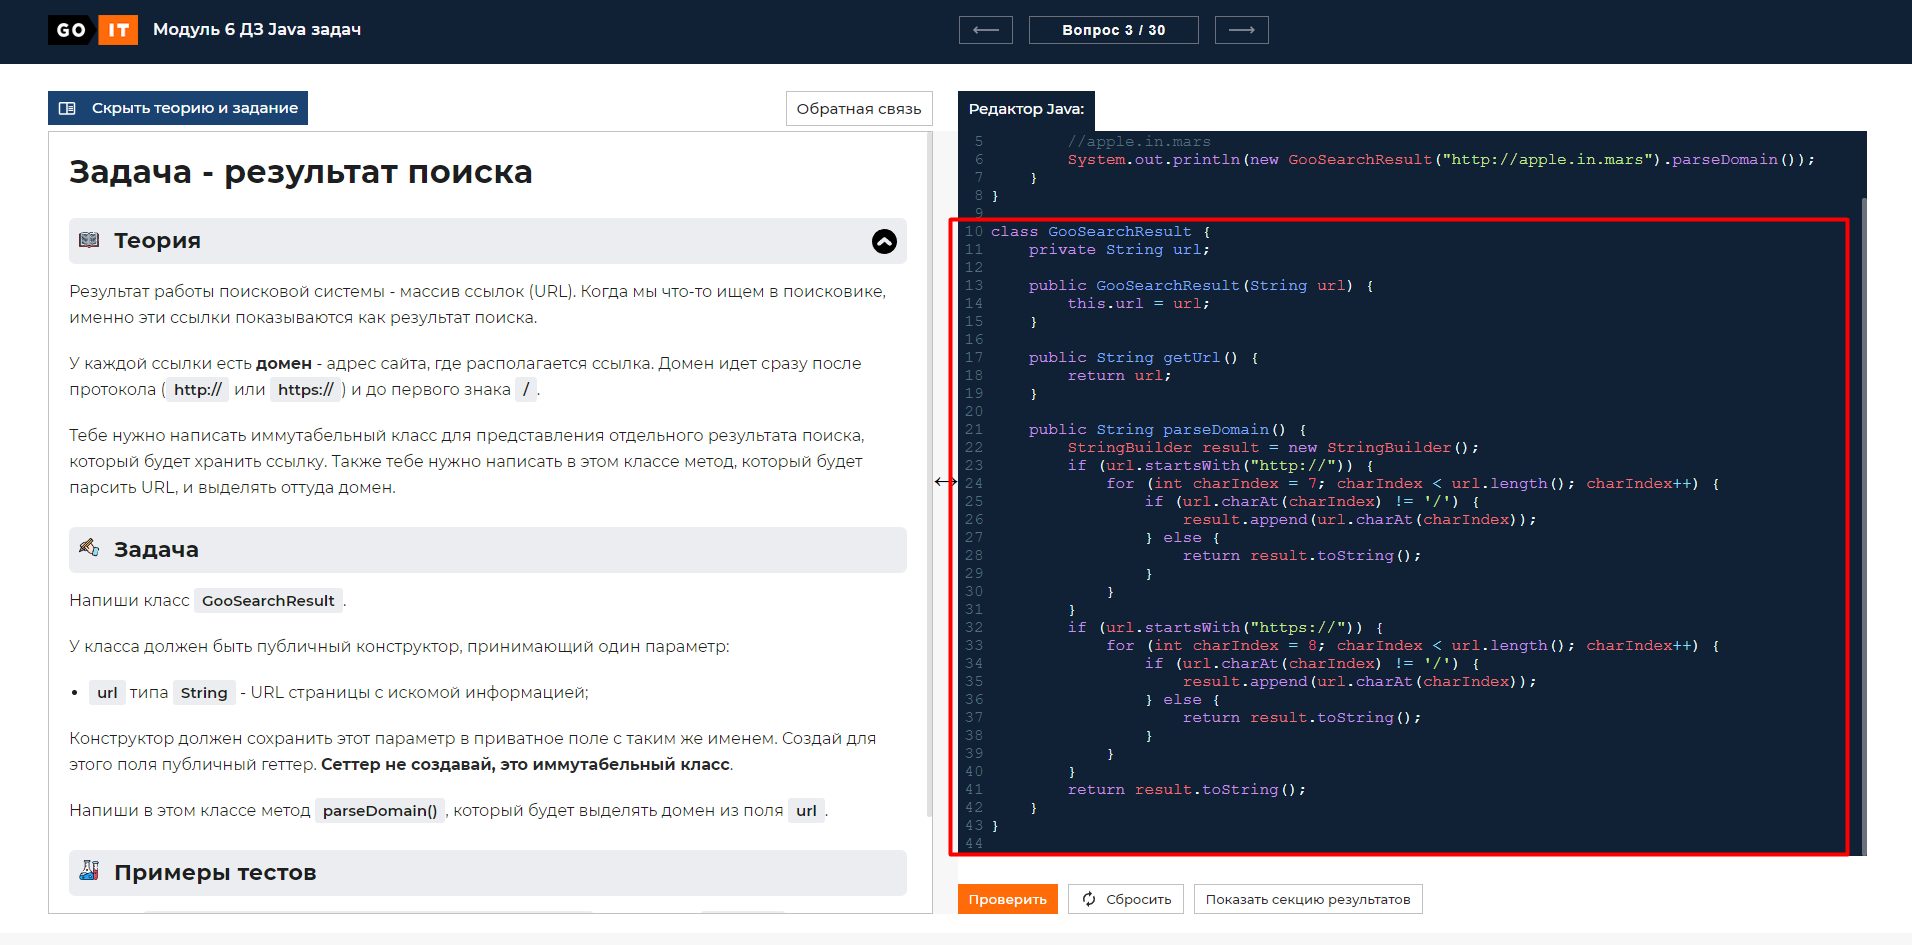 GO IT Модуль 6 ДЗ Java задач
Вопрос 3 / 30
Скрыть теорию и задание
Обратная связь
Задача - результат поиска
Теория
Результат работы поисковой системы - массив ссылок (URL). Когда мы что-то ищем в поисковике,
именно эти ссылки показываются как результат поиска.
У каждой ссылки есть домен - адрес сайта, где располагается ссылка. Домен идет сразу после
протокола ( http:// или https:// ) и до первого знака / .
Тебе нужно написать иммутабельный класс для представления отдельного результата поиска,
который будет хранить ссылку. Также тебе нужно написать в этом классе метод, который будет
парсить URL, и выделять оттуда домен.
Задача
Напиши класс GooSearchResult .
У класса должен быть публичный конструктор, принимающий один параметр:
• url типа String - URL страницы с искомой информацией;
Конструктор должен сохранить этот параметр в приватное поле с таким же именем. Создай для
этого поля публичный геттер. Сеттер не создавай, это иммутабельный класс.
Напиши в этом классе метод parseDomain() , который будет выделять домен из поля url .
Примеры тестов
Редактор Java:
5 //apple.in.mars
6 System.out.println(new GooSearchResult("http://apple.in.mars").parseDomain());
7 }
8 }
9
10 class GooSearchResult {
11 private String url;
12
13 public GooSearchResult(String url) {
14 this.url = url;
15 }
16
17 public String getUrl() {
18 return url;
19 }
20
21 public String parseDomain() {
22 StringBuilder result = new StringBuilder();
23 if (url.startsWith("http://")) {
24 for (int charIndex = 7; charIndex < url.length(); charIndex++) {
25 if (url.charAt(charIndex) != '/') {
26 result.append(url.charAt(charIndex));
27 } else {
28 return result.toString();
29 }
30 }
31 }
32 if (url.startsWith("https://")) {
33 for (int charIndex = 8; charIndex < url.length(); charIndex++) {
34 if (url.charAt(charIndex) != '/') {
35 result.append(url.charAt(charIndex));
36 } else {
37 return result.toString();
38 }
39 }
40 }
41 return result.toString();
42 }
43 }
44
Проверить
Сбросить
Показать секцию результатов